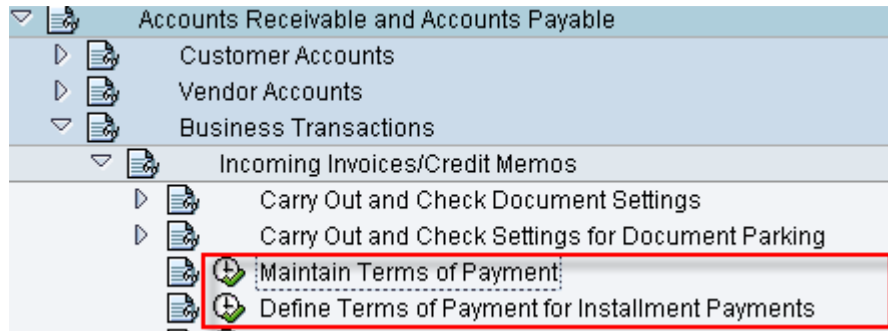 Accounts Receivable and Accounts Payable
Customer Accounts
Vendor Accounts
Business Transactions
Incoming Invoices/Credit Memos
Carry Out and Check Document Settings
Carry Out and Check Settings for Document Parking
Maintain Terms of Payment
Define Terms of Payment for Installment Payments